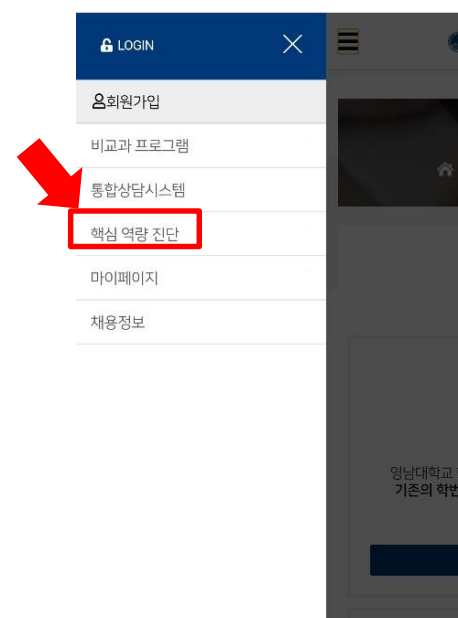 LOGIN
회원가입
비교과 프로그램
통합상담시스템
핵심 역량 진단
마이페이지
채용정보
영남대학교
기존의 학번